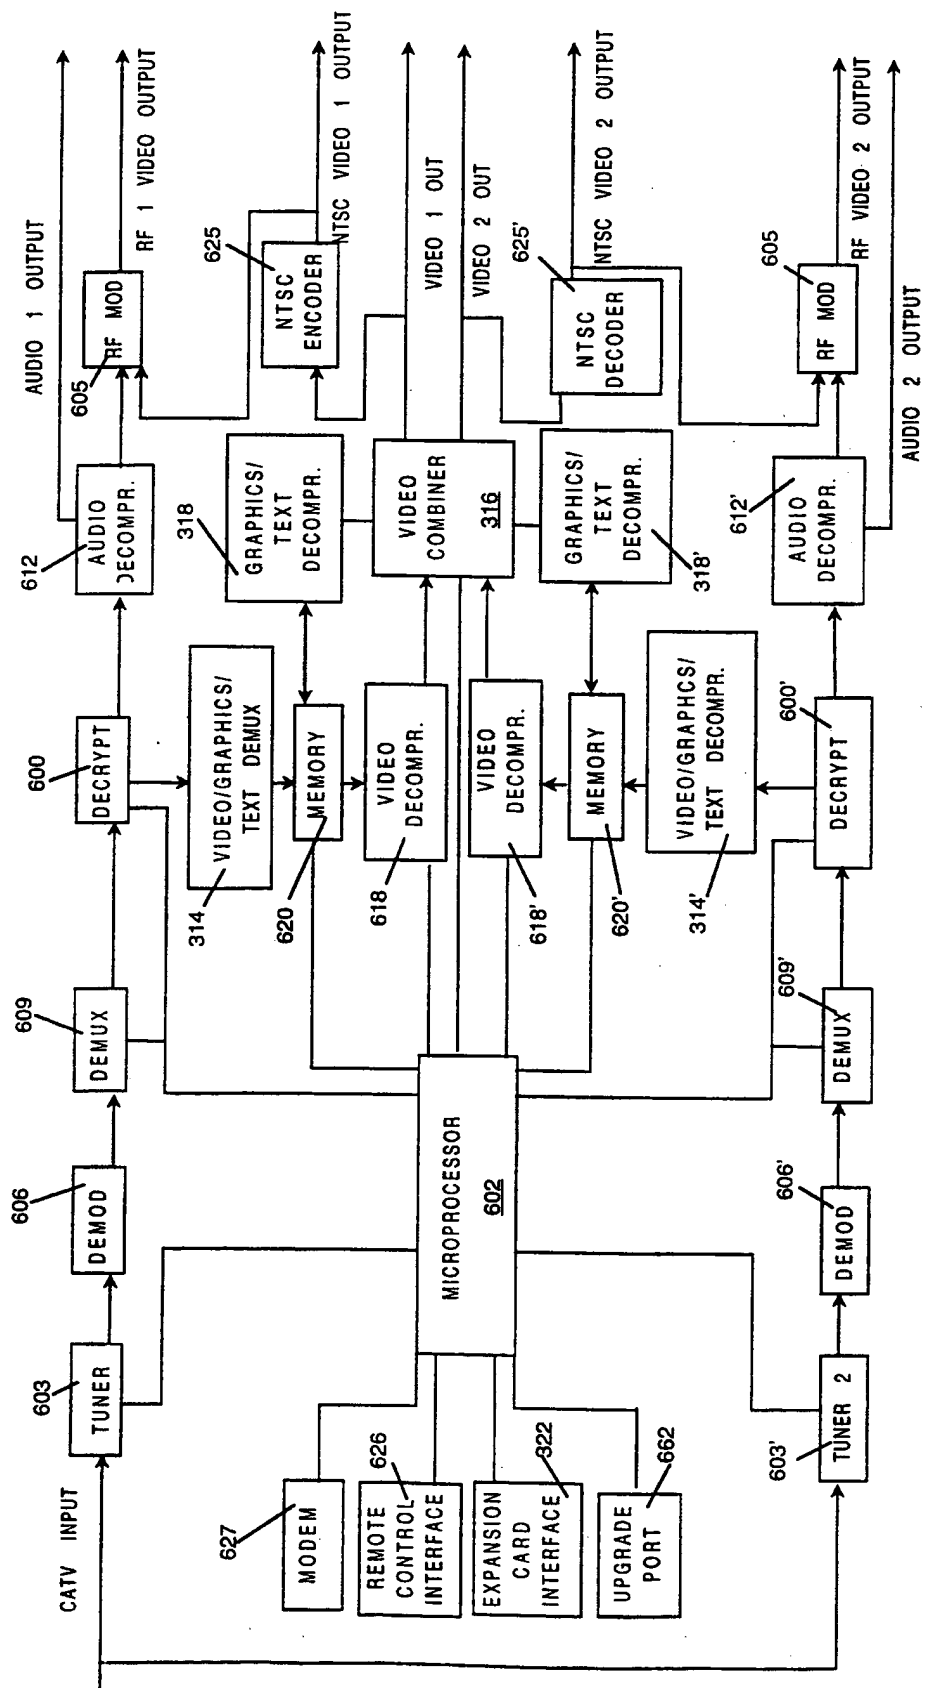 CATV INPUT
603
TUNER
606
DEMOD
609
DEMUX
600
DECRYPT
612
AUDIO
DECOMPR.
605
RF MOD
AUDIO 1 OUTPUT
RF 1 VIDEO OUTPUT
314
VIDEO/GRAPHICS/
TEXT DEMUX
318
GRAPHICS/
TEXT
DECOMPR.
625
NTSC
ENCODER
NTSC VIDEO 1 OUTPUT
620
MEMORY
627
MODEM
626
REMOTE
CONTROL
INTERFACE
618
VIDEO
DECOMPR.
VIDEO
COMBINER
316
VIDEO 1 OUT
VIDEO 2 OUT
MICROPROCESSOR
602
322
EXPANSION
CARD
INTERFACE
618'
VIDEO
DECOMPR.
625'
NTSC
DECODER
NTSC VIDEO 2 OUTPUT
662
UPGRADE
PORT
620'
MEMORY
318'
GRAPHICS/
TEXT
DECOMPR.
314'
VIDEO/GRAPHCS/
TEXT DECOMPR.
603'
TUNER 2
606'
DEMOD
609'
DEMUX
600'
DECRYPT
612'
AUDIO
DECOMPR.
605
RF MOD
RF VIDEO 2 OUTPUT
AUDIO 2 OUTPUT